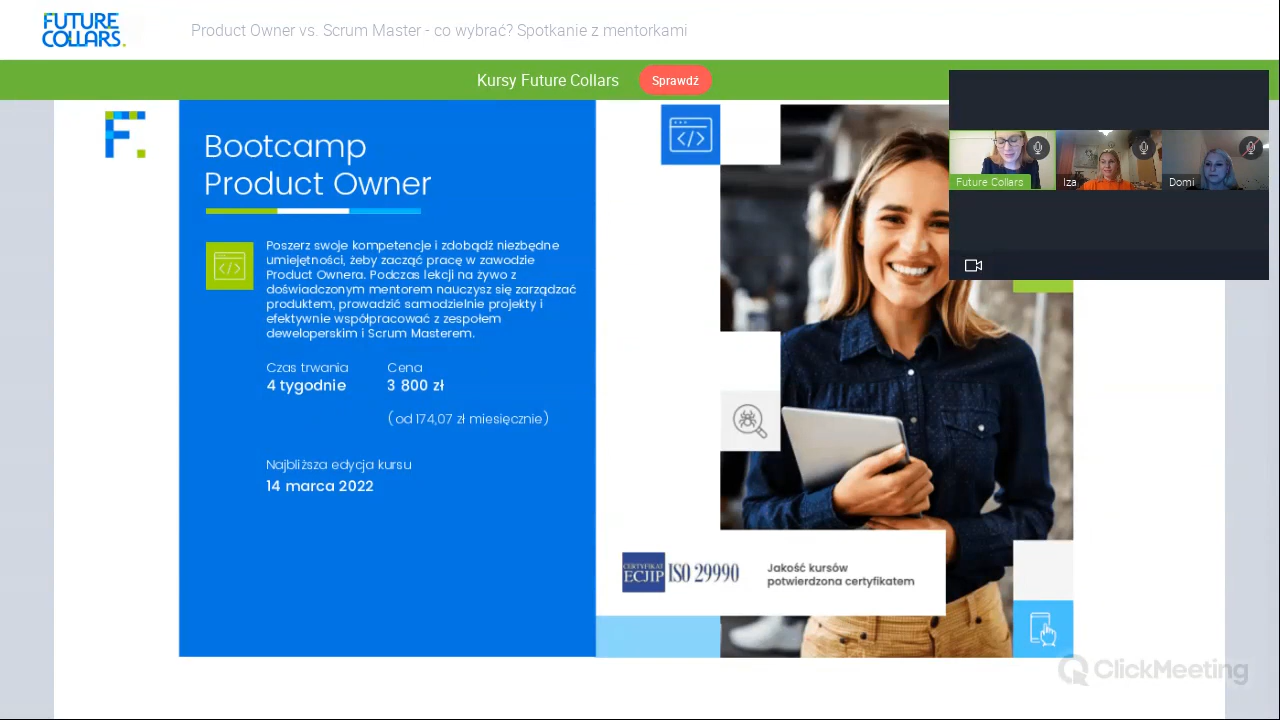 FUTURE
COLLARS.
Product Owner vs. Scrum Master - co wybrać? Spotkanie z mentorkami
Kursy Future Collars
Sprawdź
F.
Bootcamp
Product Owner
Poszerz swoje kompetencje i zdobądź niezbędne
umiejętności, żeby zacząć pracę w zawodzie
Product Ownera. Podczas lekcji na żywo z
doświadczonym mentorem nauczysz się zarządzać
produktem, prowadzić samodzielnie projekty i
efektywnie współpracować z zespołem
deweloperskim i Scrum Masterem.
Czas trwania
4 tygodnie
Cena
3 800 zł
(od 174,07 zł miesięcznie)
Najbliższa edycja kursu
14 marca 2022
Future Collars
Iza
Domi
CERTYFIKAT
ECJIP
ISO 29990
Jakość kursów
potwierdzona certyfikatem
ClickMeeting